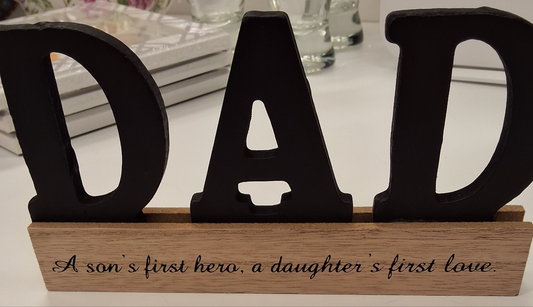 DAD
A son's first hero, a daughter's first love.